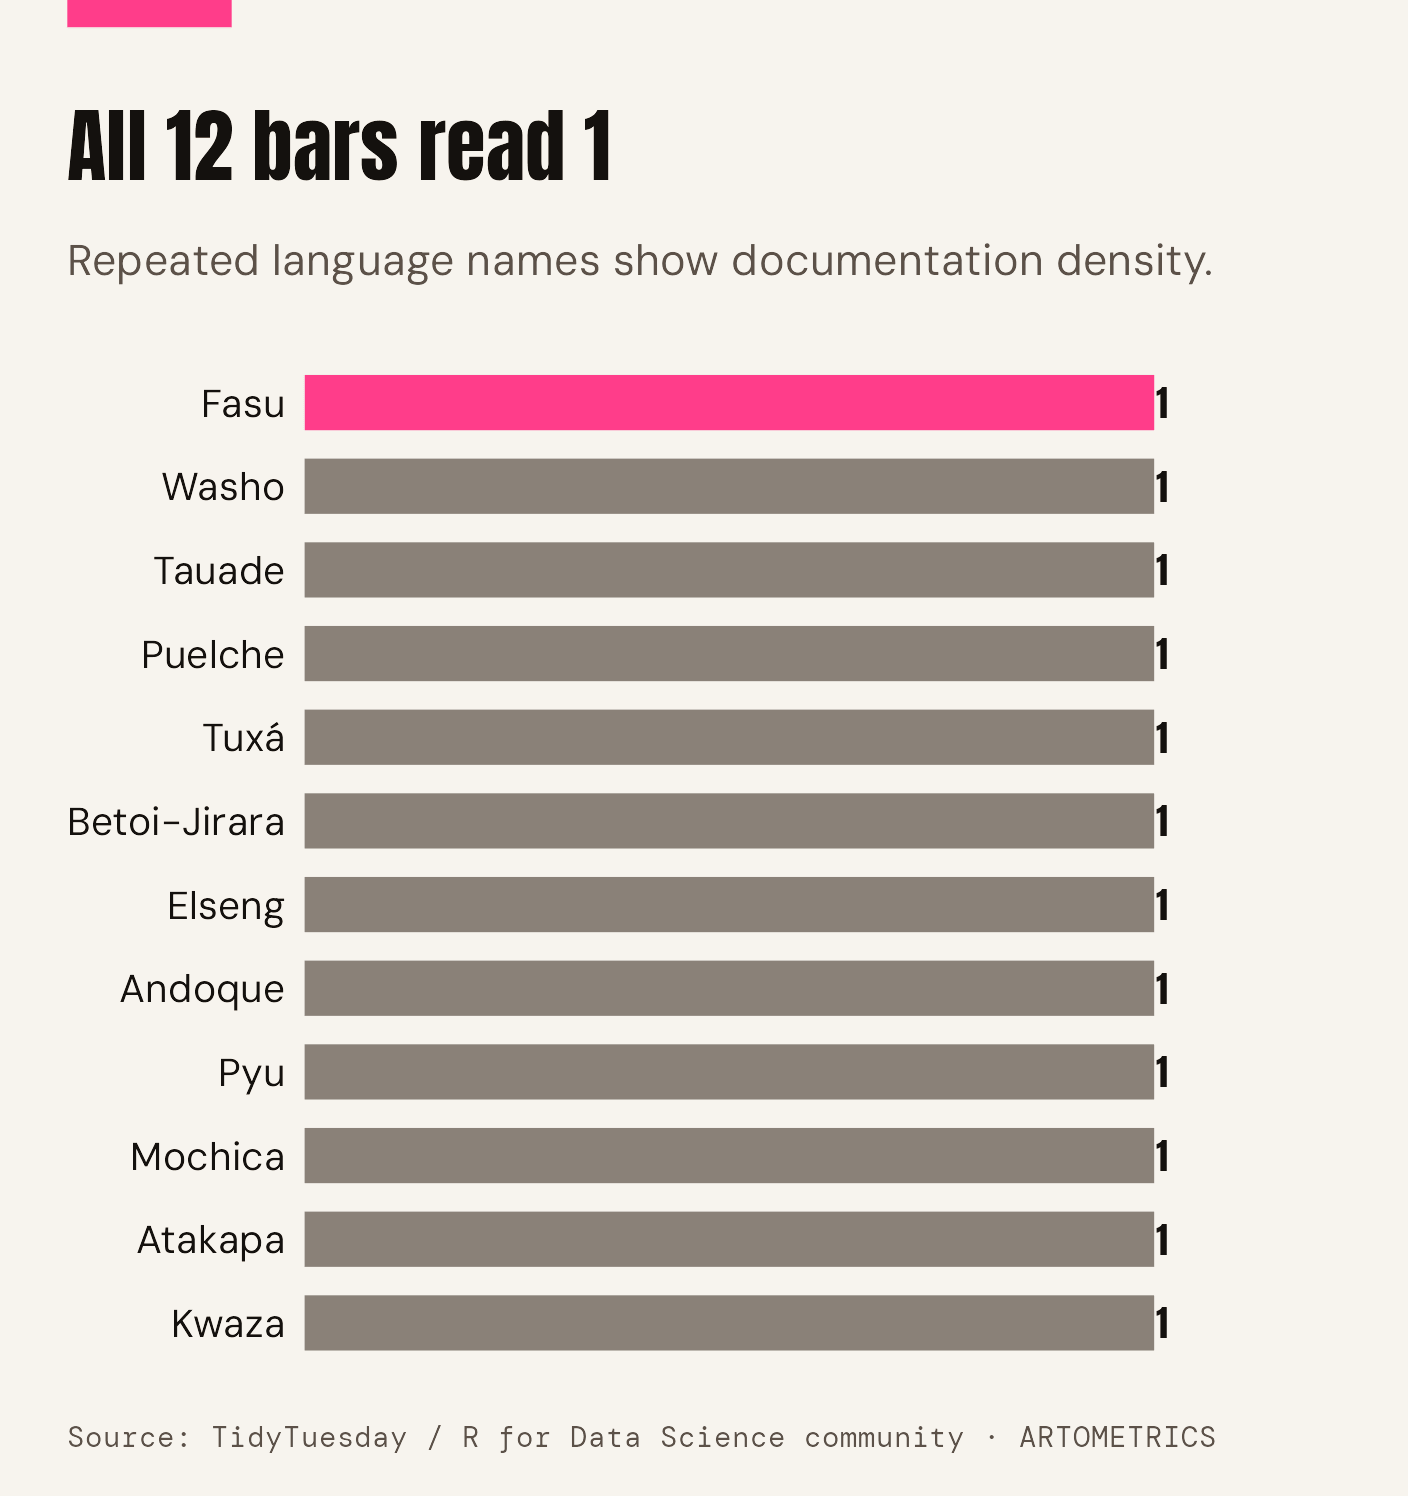 All 12 bars read 1
Repeated language names show documentation density.
Fasu 1
Washo 1
Tauade 1
Puelche 1
Tuxá 1
Betoi-Jirara 1
Elseng 1
Andoque 1
Pyu 1
Mochica 1
Atakapa 1
Kwaza 1
Source: TidyTuesday / R for Data Science community · ARTOMETRICS